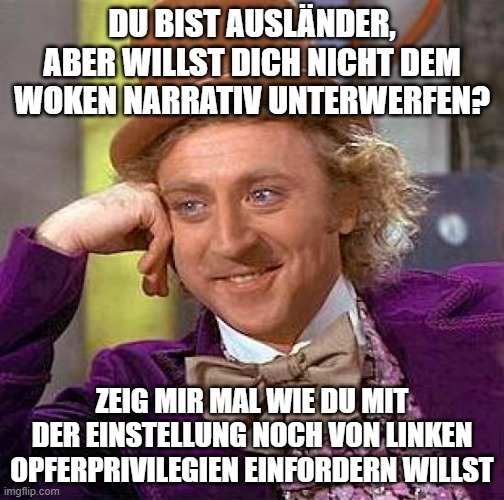 DU BIST AUSLÄNDER,
ABER WILLST DICH NICHT DEM
WOKEN NARRATIV UNTERWERFEN?
ZEIG MIR MAL WIE DU MIT
DER EINSTELLUNG NOCH VON LINKEN
OPFERPRIVILEGIEN EINFORDERN WILLST
imgflip.com